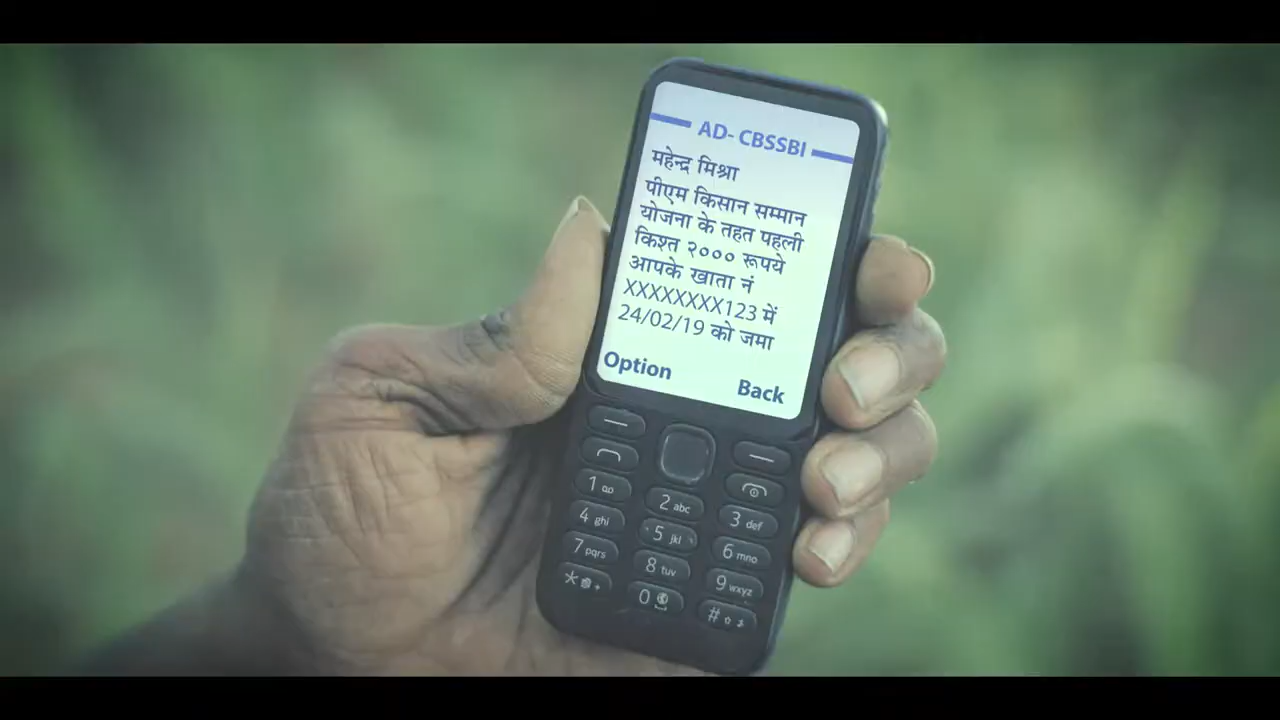 AD- CBSSBI
महेन्द्र मिश्रा
पीएम किसान सम्मान
योजना के तहत पहली
किश्त २००० रूपये
आपके खाता नं
XXXXXXXX123 में
24/02/19 को जमा
Option Back
1
2 abc
3 def
4 ghi
5 jkl
6 mno
7 pqrs
8 tuv
9 wxyz
* +
0
#